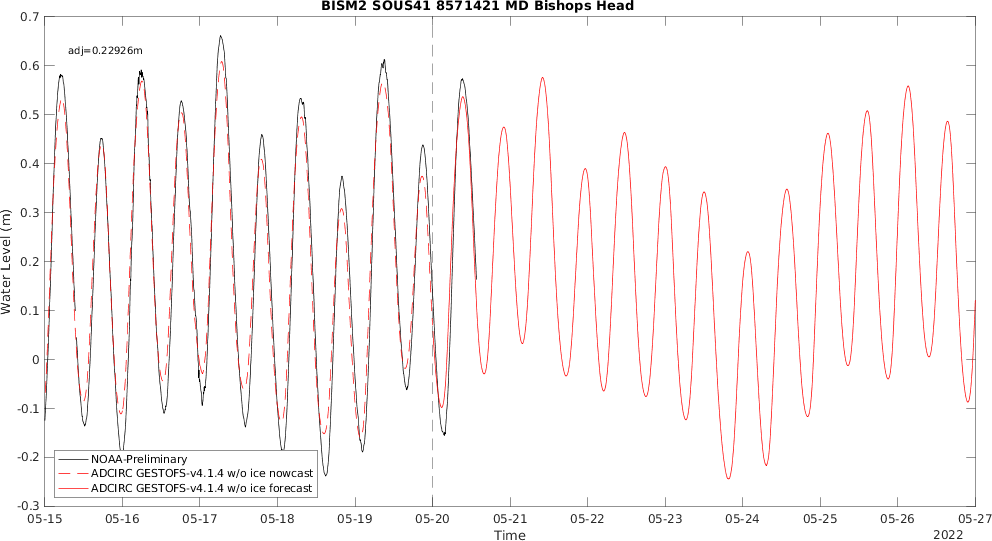 BISM2 SOUS41 8571421 MD Bishops Head
0.7
0.6
0.5
0.4
0.3
0.2
0.1
0
-0.1
-0.2
-0.3
Water Level (m)
adj=0.22926m
NOAA-Preliminary
ADCIRC GESTOFS-v4.1.4 w/o ice nowcast
ADCIRC GESTOFS-v4.1.4 w/o ice forecast
05-15 05-16 05-17 05-18 05-19 05-20 05-21 05-22 05-23 05-24 05-25 05-26 05-27
Time
2022